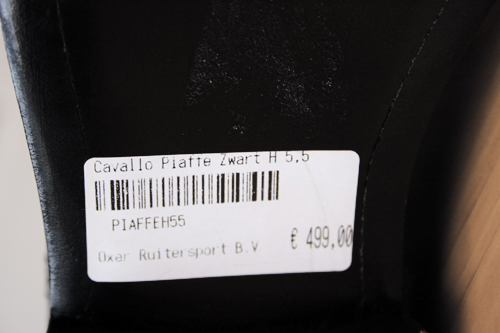 Cavallo Piaffe Zwart H 5,5
PIAFFEH55
€ 499,00
Oxer Ruitersport B.V